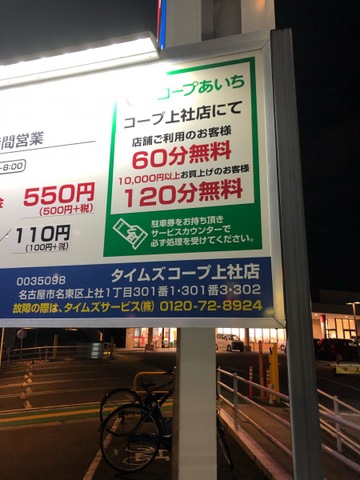 コープあいち
コープ上社店にて
店舗ご利用のお客様
60分無料
10,000円以上お買上げのお客様
120分無料
駐車券をお持ち頂き
サービスカウンターで
必ず処理を受けてください。
間営業
-8:00
550円
(500円+税)
/110円
(100円+税)
0035098
タイムズコープ上社店
名古屋市名東区上社1丁目301番1・301番3・302
故障の際は、タイムズサービス(株) 0120-72-8924